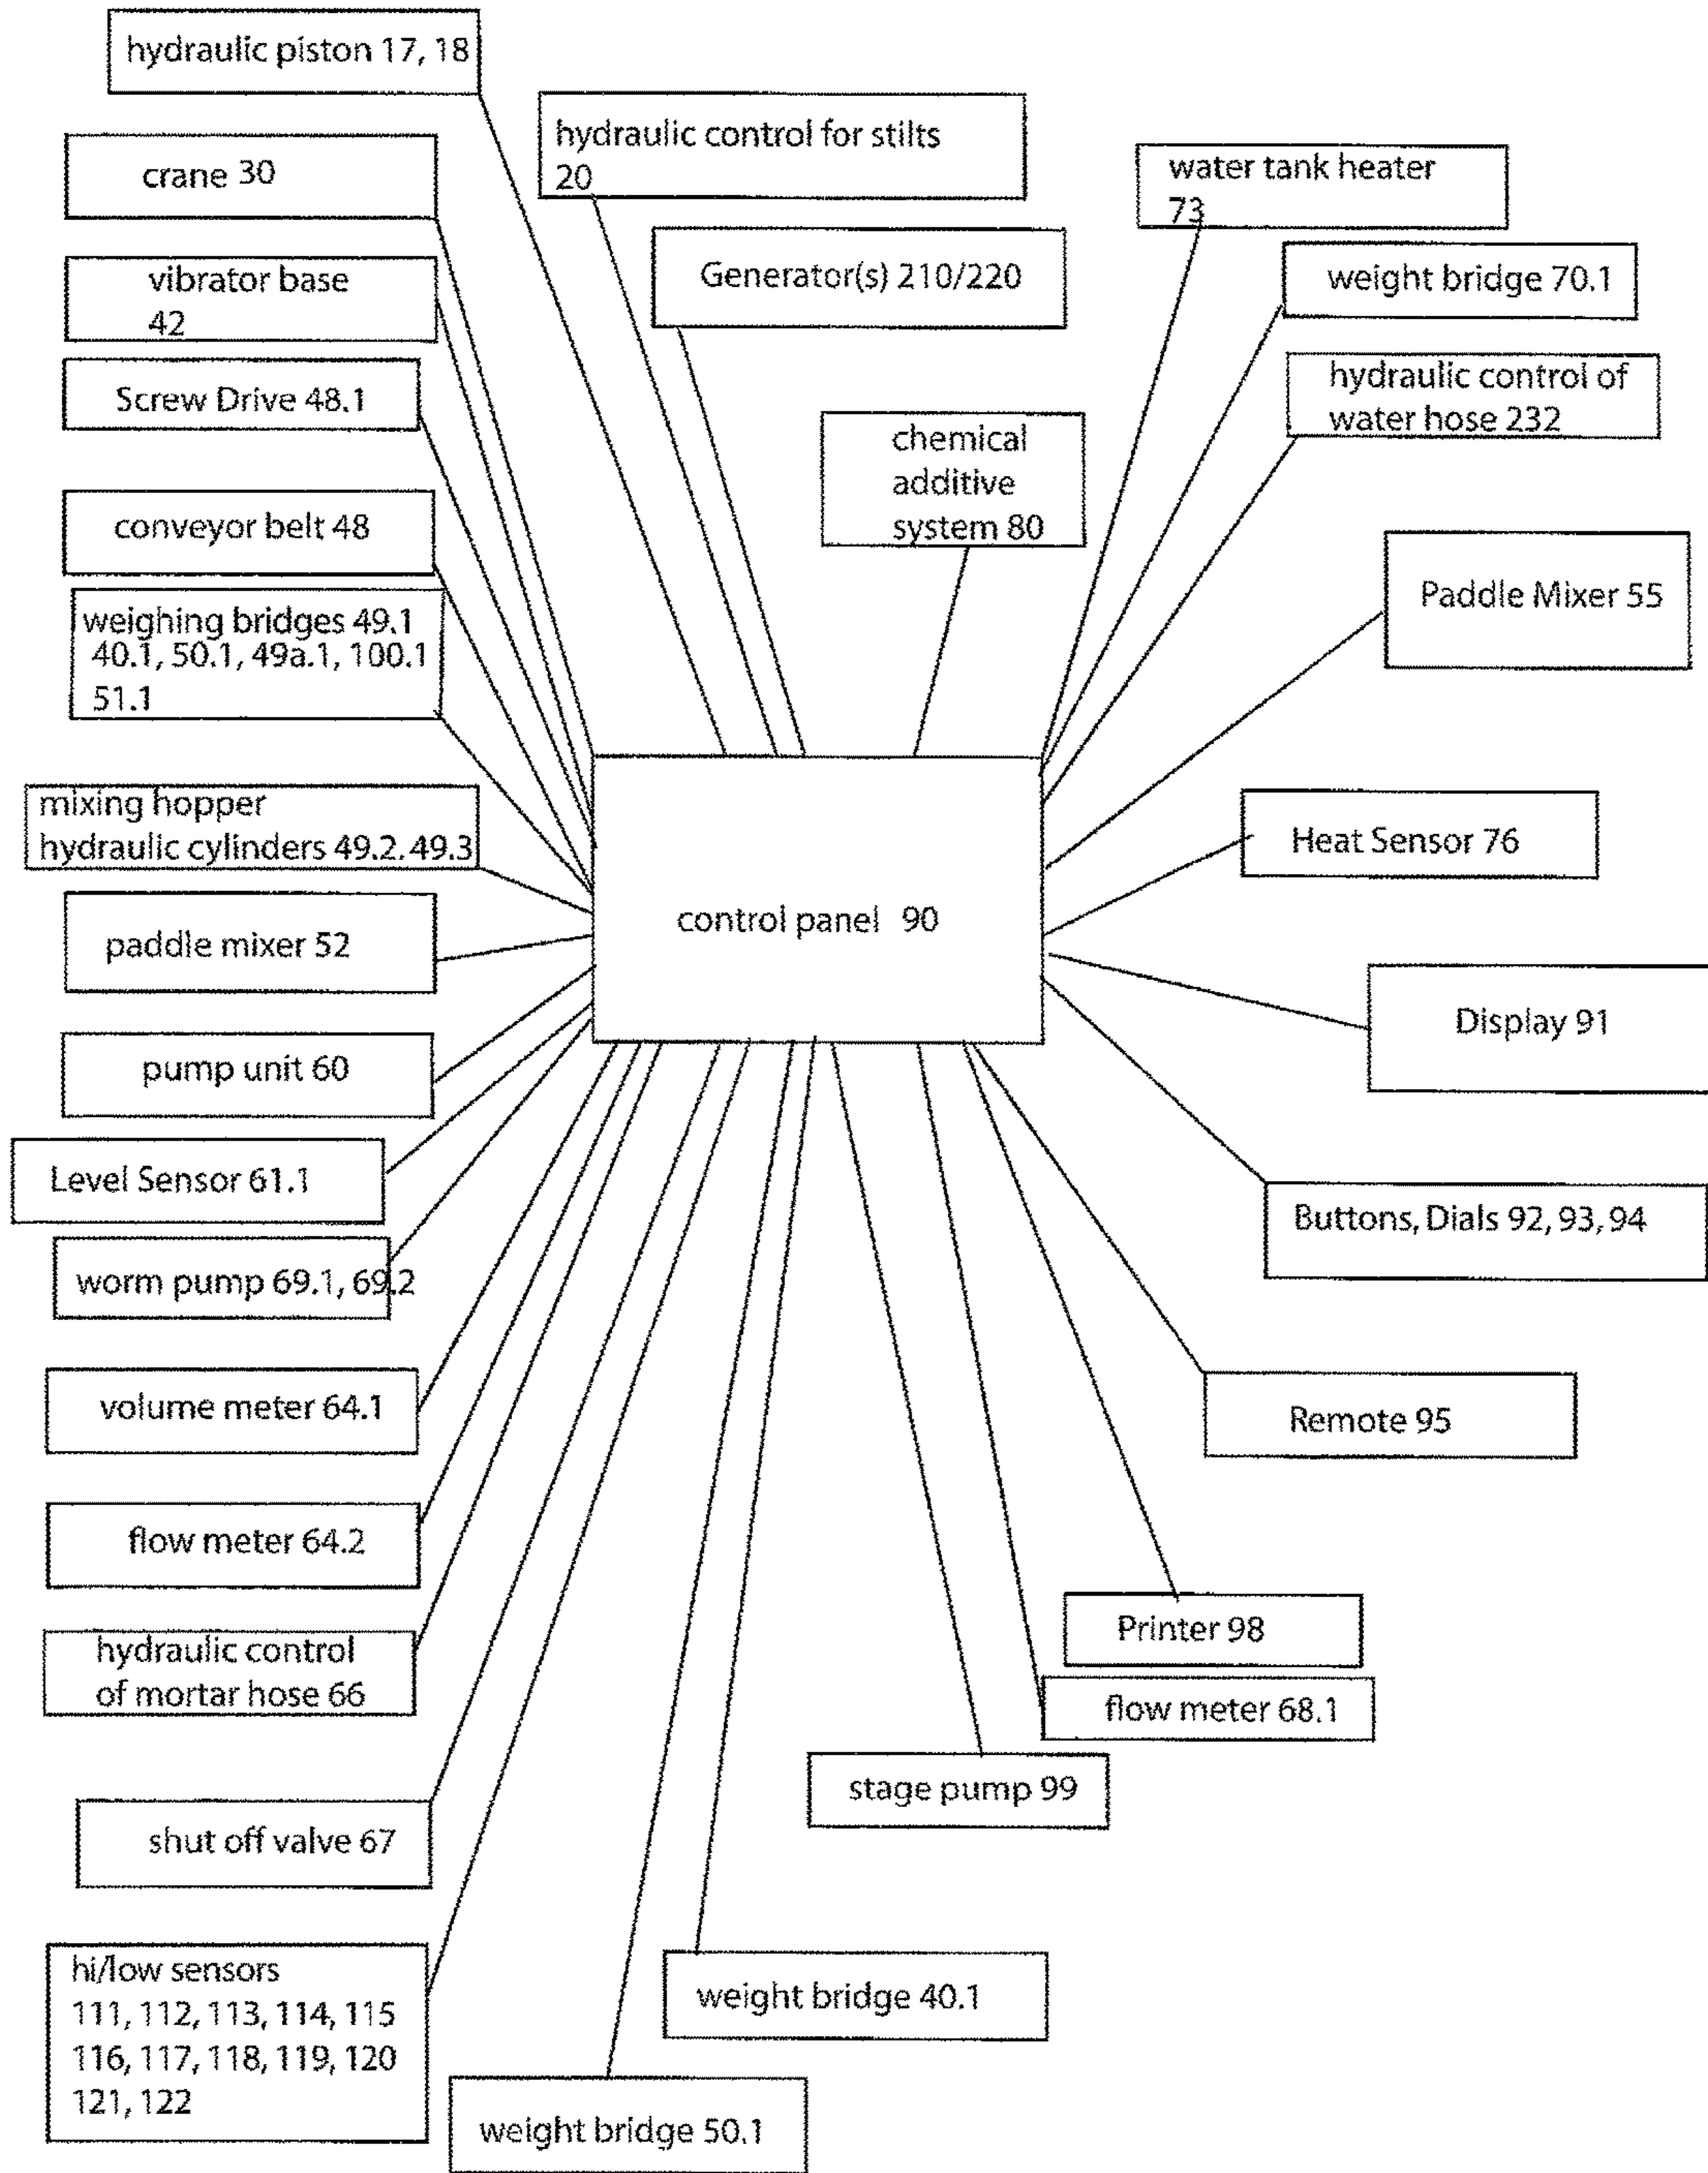 hydraulic piston 17, 18
hydraulic control for stilts
20
crane 30
water tank heater
73
vibrator base
42
Generator(s) 210/220
weight bridge 70.1
Screw Drive 48.1
hydraulic control of
water hose 232
chemical
additive
system 80
conveyor belt 48
Paddle Mixer 55
weighing bridges 49.1
40.1, 50.1, 49a.1, 100.1
51.1
mixing hopper
hydraulic cylinders 49.2. 49.3
Heat Sensor 76
control panel 90
paddle mixer 52
Display 91
pump unit 60
Level Sensor 61.1
Buttons, Dials 92, 93, 94
worm pump 69.1, 69.2
volume meter 64.1
Remote 95
flow meter 64.2
Printer 98
hydraulic control
of mortar hose 66
flow meter 68.1
stage pump 99
shut off valve 67
hi/low sensors
111, 112, 113, 114, 115
116, 117, 118, 119, 120
121, 122
weight bridge 40.1
weight bridge 50.1